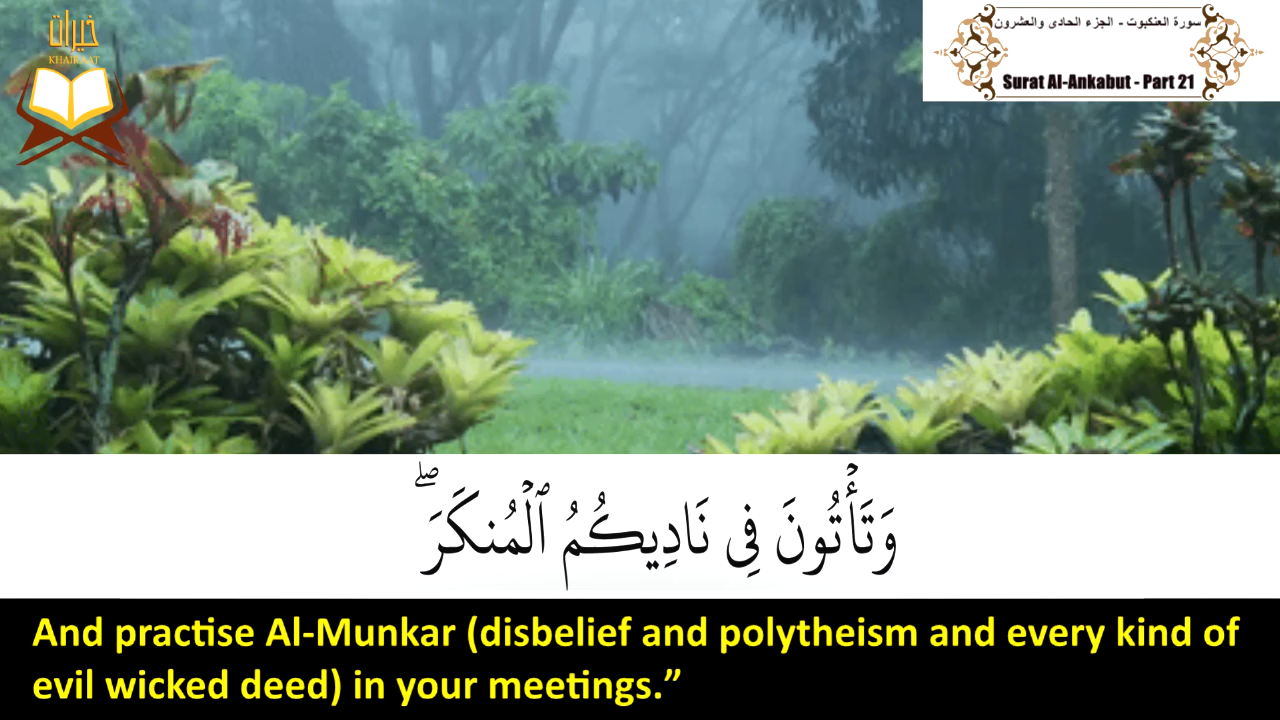 خيرات
KHAIRAAT
سورة العنكبوت - الجزء الحادى والعشرون
Surat Al-Ankabut - Part 21
وَتَأۡتُونَ فِي نَادِيكُمُ ٱلۡمُنكَرَۖ
And practise Al-Munkar (disbelief and polytheism and every kind of
evil wicked deed) in your meetings.”